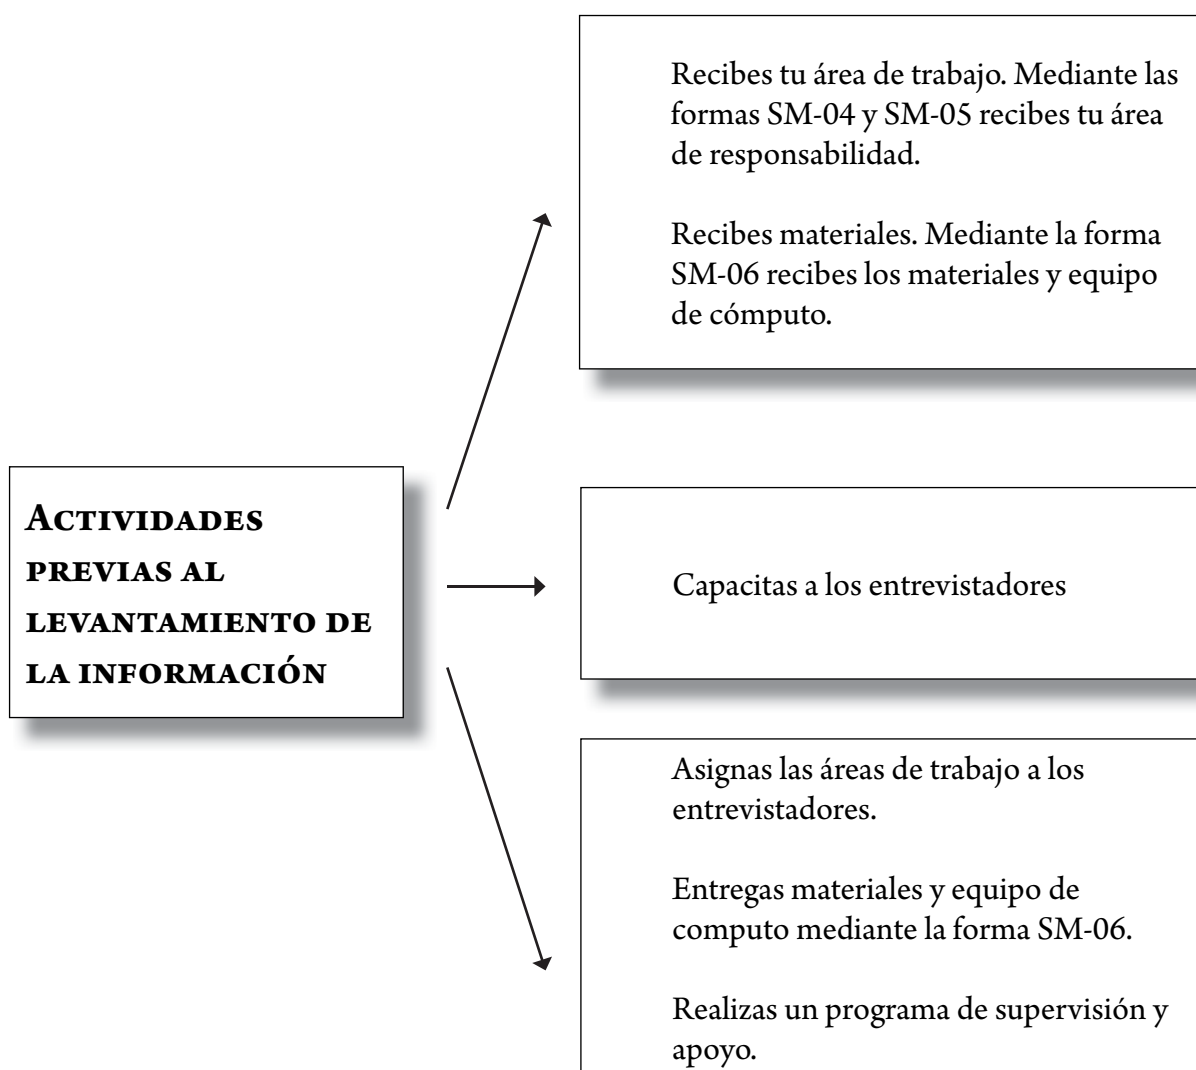 Recibes tu área de trabajo. Mediante las
formas SM-04 y SM-05 recibes tu área
de responsabilidad.
Recibes materiales. Mediante la forma
SM-06 recibes los materiales y equipo
de cómputo.
Actividades
previas al
levantamiento de
la información
Capacitas a los entrevistadores
Asignas las áreas de trabajo a los
entrevistadores.
Entregas materiales y equipo de
computo mediante la forma SM-06.
Realizas un programa de supervisión y
apoyo.